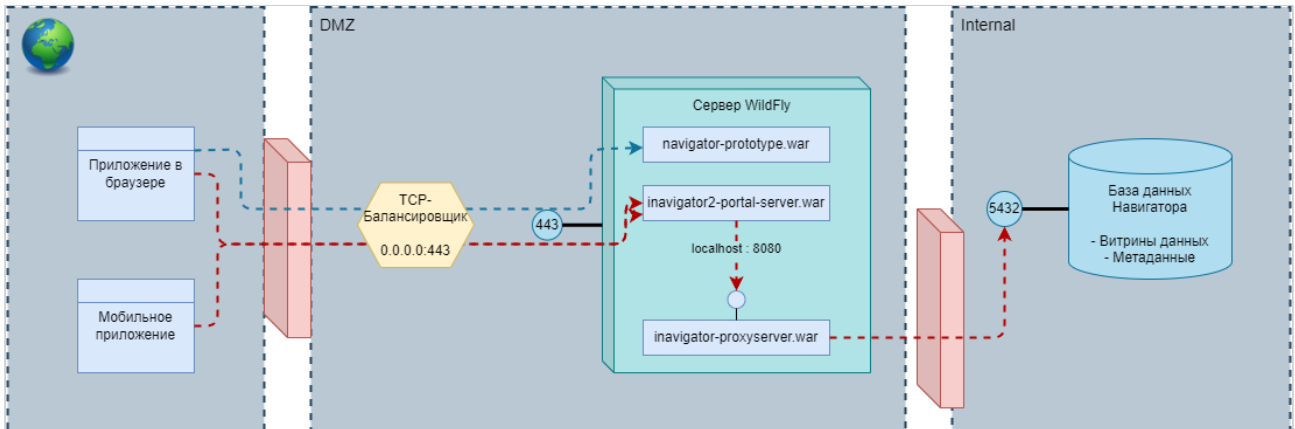 DMZ
Internal
Сервер WildFly
navigator-prototype.war
Приложение в
браузере
TCP-
Балансировщик
0.0.0.0:443
443
inavigator2-portal-server.war
localhost : 8080
inavigator-proxyserver.war
Мобильное
приложение
5432
База данных
Навигатора
- Витрины данных
- Метаданные